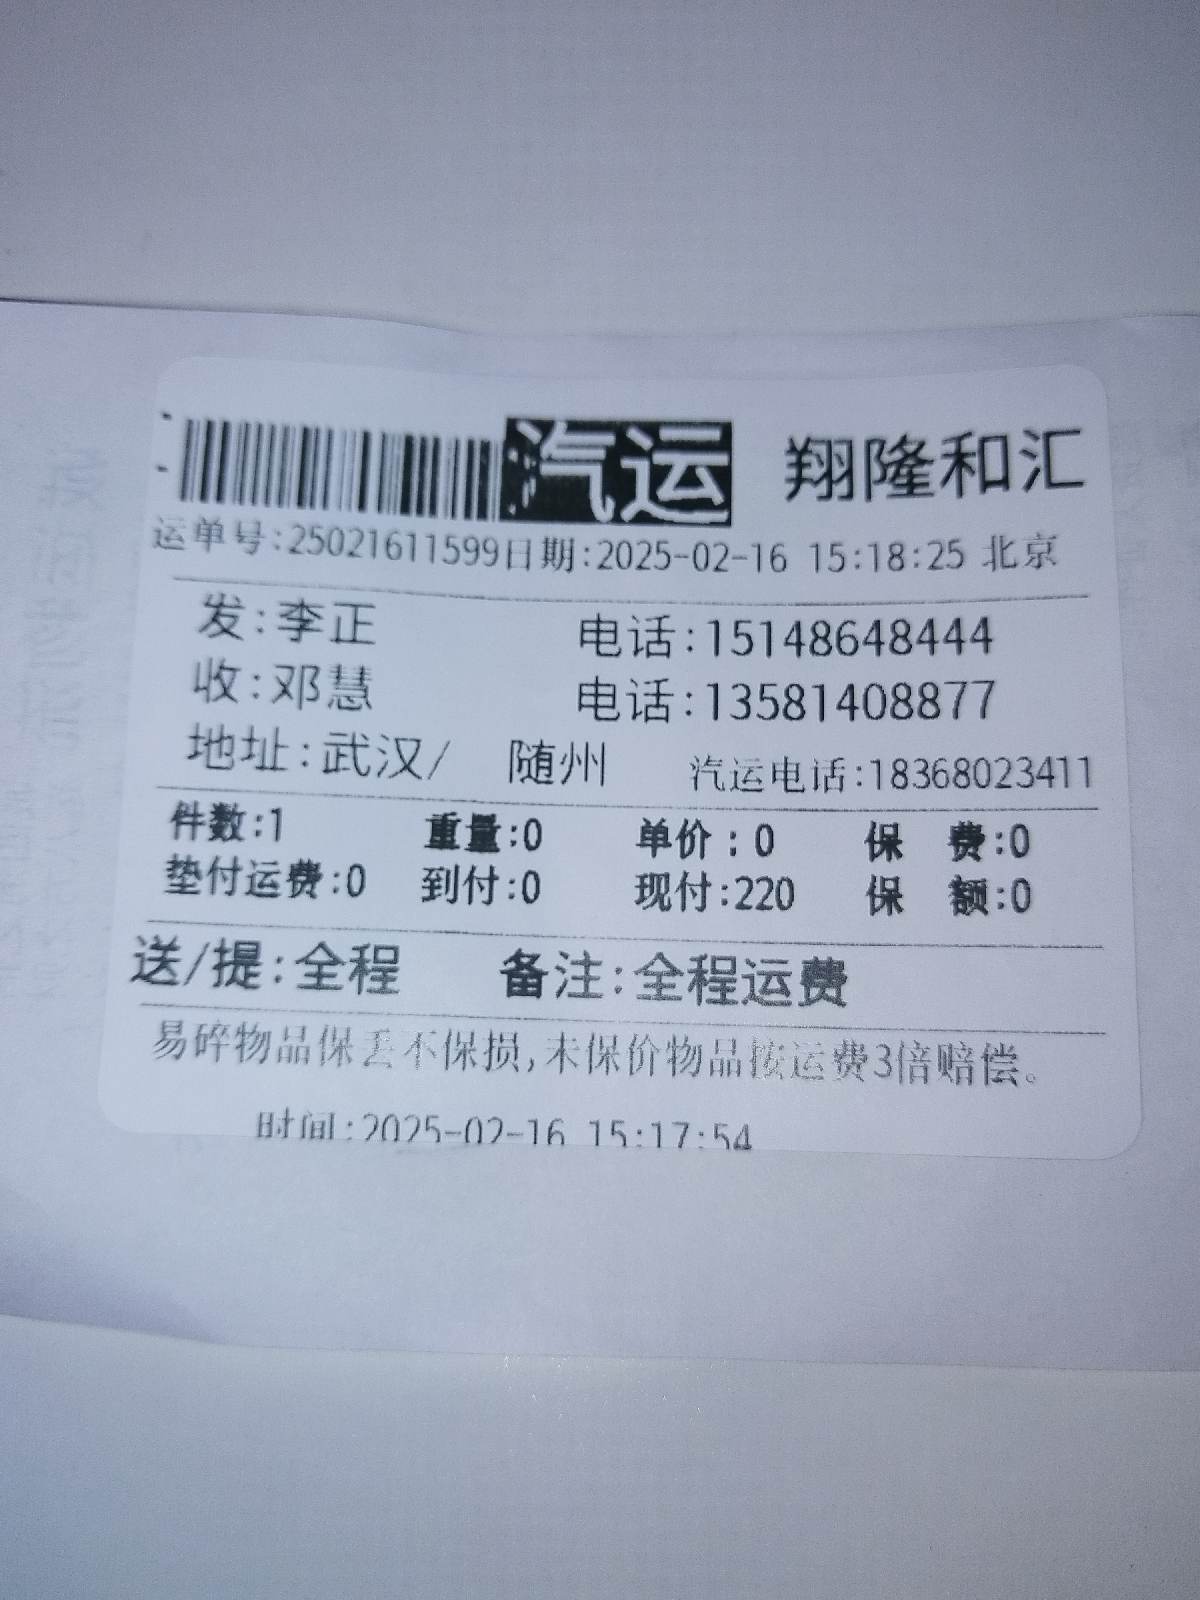 汽运 翔隆和汇
运单号:25021611599日期:2025-02-16 15:18:25 北京
发:李正 电话:15148648444
收:邓慧 电话:13581408877
地址:武汉/ 随州 汽运电话:18368023411
件数:1 重量:0 单价:0 保 费:0
垫付运费:0 到付:0 现付:220 保 额:0
送/提:全程 备注:全程运费
易碎物品保丢不保损,未保价物品按运费3倍赔偿。
时间:2025-02-16 15:17:54